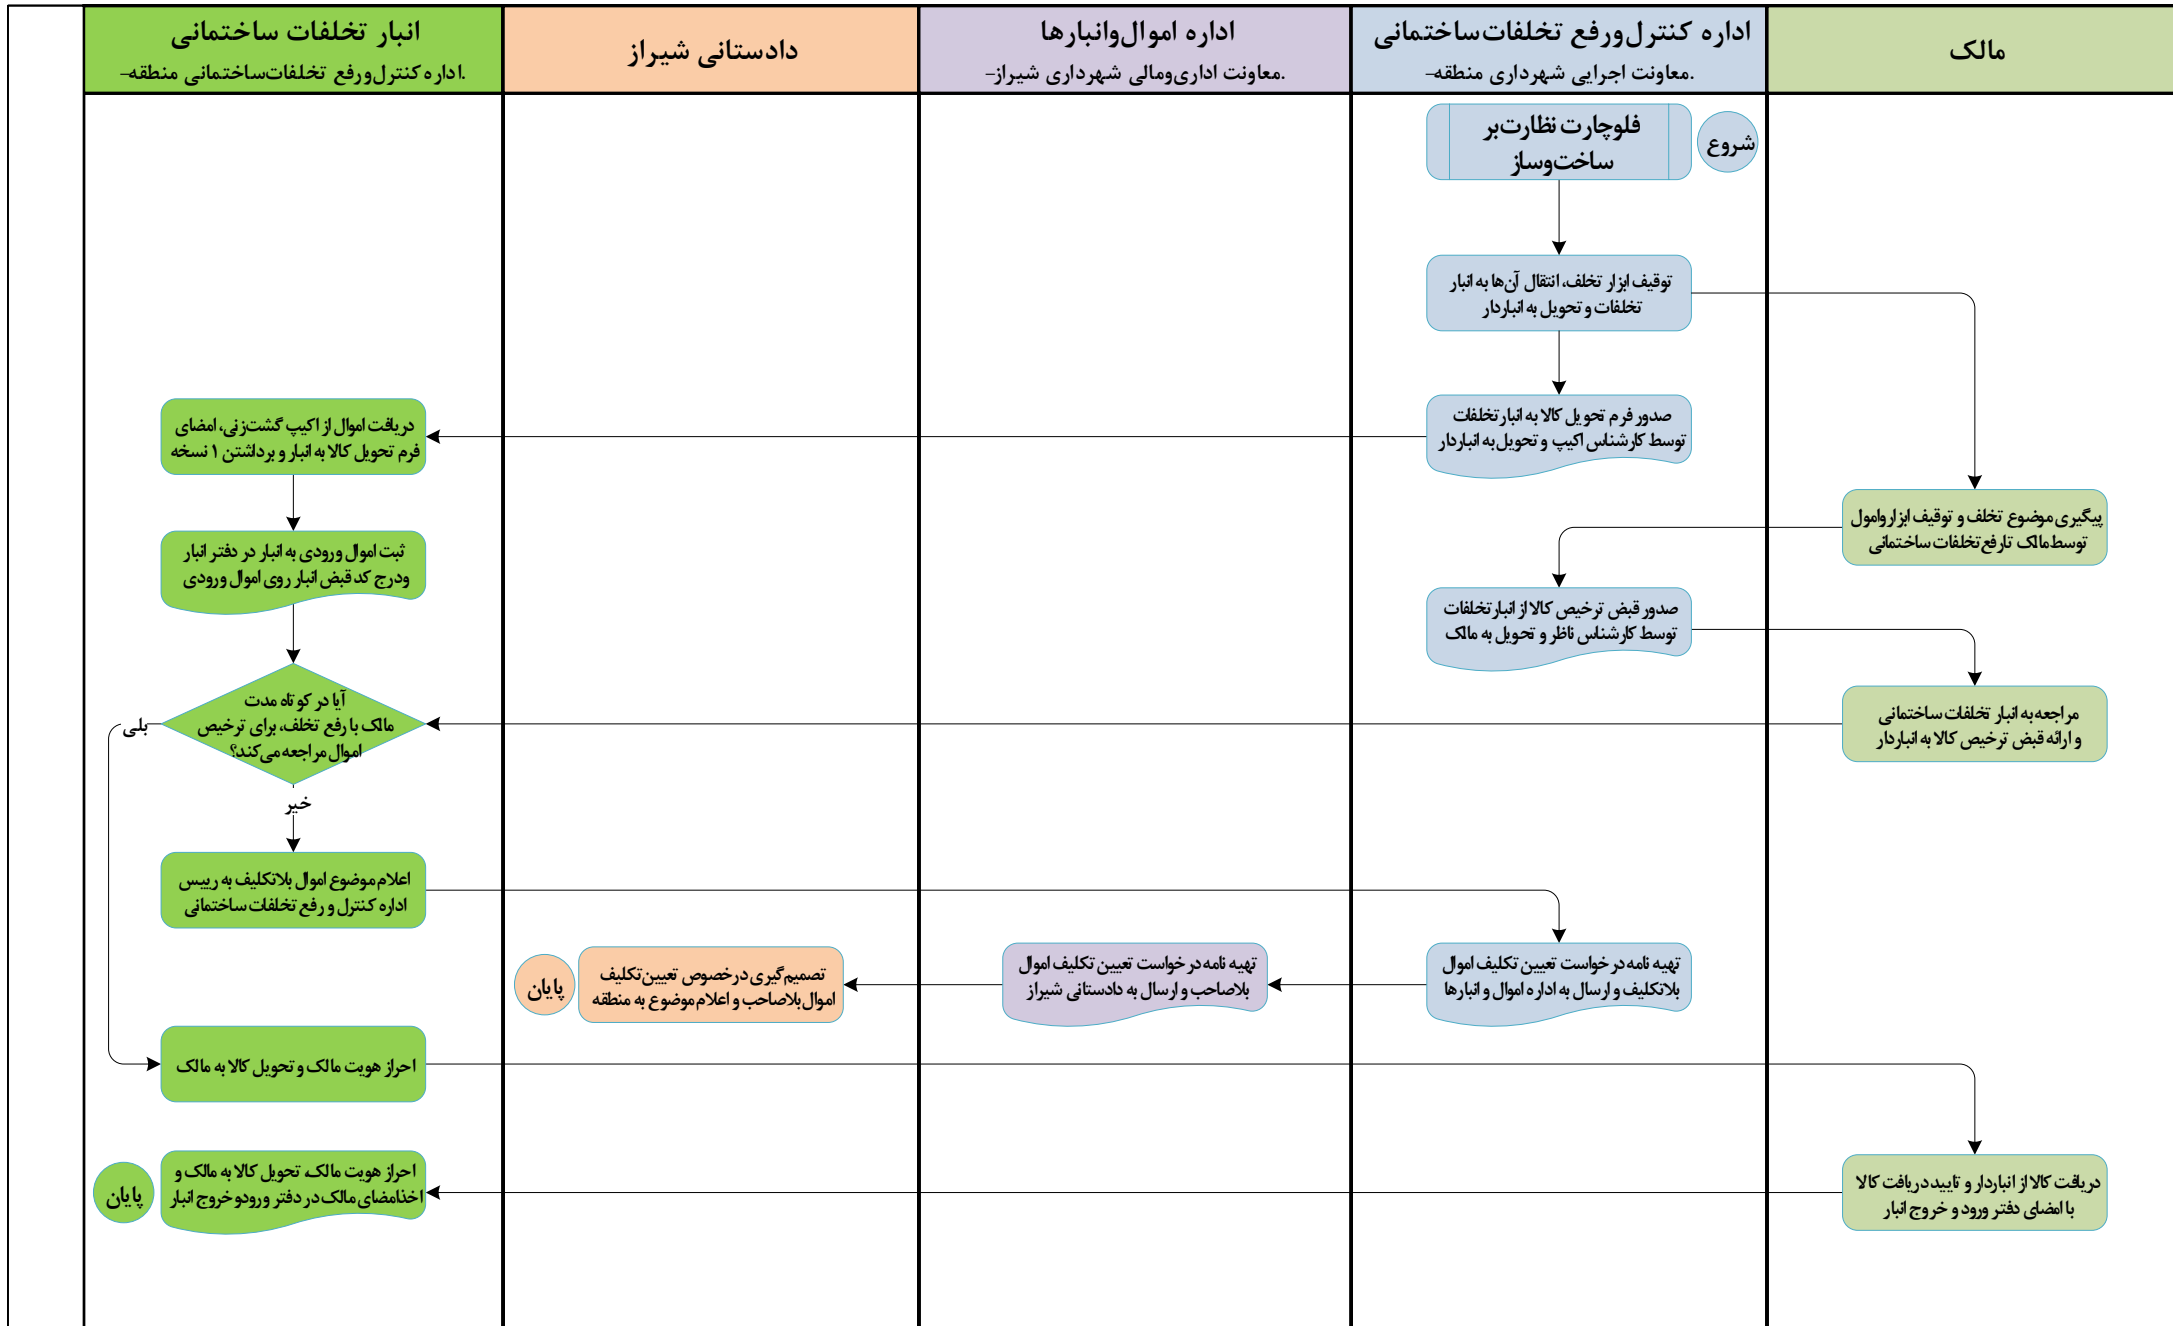 مالک
اداره کنترل‌ورفع تخلفات‌ساختمانی
معاونت اجرایی شهرداری منطقه-.
اداره اموال‌وانبارها
معاونت اداری‌ومالی شهرداری شیراز-.
دادستانی شیراز
انبار تخلفات ساختمانی
اداره‌کنترل‌ورفع تخلفات‌ساختمانی منطقه-.
شروع
فلوچارت نظارت‌بر
ساخت‌وساز
توقیف ابزار تخلف، انتقال آن‌ها به انبار
تخلفات و تحویل به انباردار
صدور فرم تحویل کالا به انبارتخلفات
توسط کارشناس اکیپ و تحویل‌به انباردار
دریافت اموال از اکیپ گشت‌زنی، امضای
فرم تحویل کالا به انبار و برداشتن ۱ نسخه
پیگیری موضوع تخلف و توقیف ابزاروامول
توسط‌مالک تارفع‌تخلفات ساختمانی
ثبت اموال ورودی به انبار در دفتر انبار
ودرج کد قبض انبار روی اموال ورودی
صدور قبض ترخیص کالا از انبارتخلفات
توسط کارشناس ناظر و تحویل به مالک
مراجعه به انبار تخلفات ساختمانی
و ارائه قبض ترخیص کالا به انباردار
آیا در کوتاه مدت
مالک با رفع تخلف، برای ترخیص
اموال مراجعه می‌کند؟
بلی
خیر
اعلام موضوع اموال بلاتکلیف به رییس
اداره کنترل و رفع تخلفات ساختمانی
تهیه نامه درخواست تعیین تکلیف اموال
بلاتکلیف و ارسال به اداره اموال و انبارها
تهیه نامه درخواست تعیین تکلیف اموال
بلاصاحب و ارسال به دادستانی شیراز
تصمیم‌گیری درخصوص تعیین‌تکلیف
اموال بلاصاحب و اعلام موضوع به منطقه
پایان
احراز هویت مالک و تحویل کالا به مالک
دریافت کالا از انباردار و تایید دریافت کالا
با امضای دفتر ورود و خروج انبار
احراز هویت مالک، تحویل کالا به مالک و
اخذامضای مالک در دفتر ورودوخروج انبار
پایان